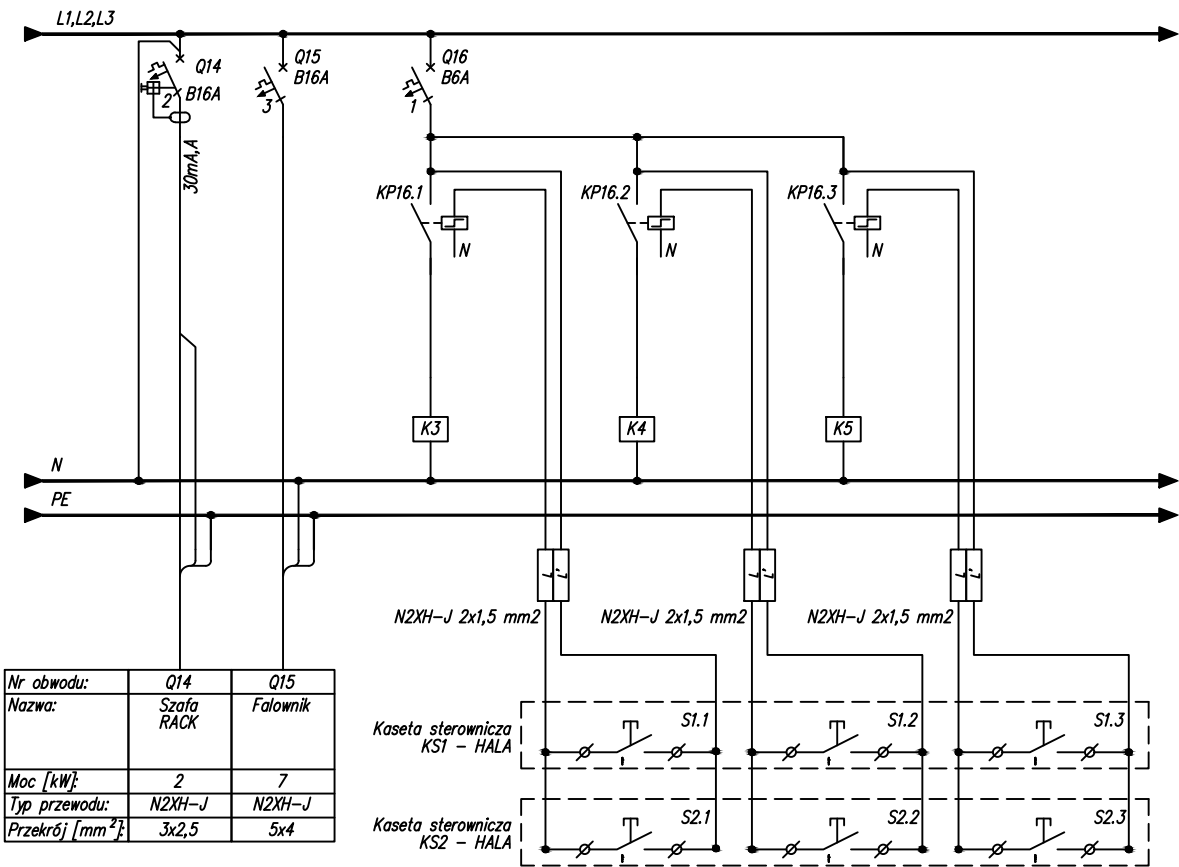 L1,L2,L3
Q14
B16A
2
30mA,A
Q15
B16A
3
Q16
B6A
1
KP16.1
N
KP16.2
N
KP16.3
N
K3
K4
K5
N
PE
L
L'
L
L'
L
L'
N2XH-J 2x1,5 mm2
N2XH-J 2x1,5 mm2
N2XH-J 2x1,5 mm2
Nr obwodu: Q14 Q15
Nazwa: Szafa Falownik
RACK
Moc [kW]: 2 7
Typ przewodu: N2XH-J N2XH-J
Przekrój [mm²]: 3x2,5 5x4
Kaseta sterownicza
KS1 - HALA
S1.1
S1.2
S1.3
Kaseta sterownicza
KS2 - HALA
S2.1
S2.2
S2.3